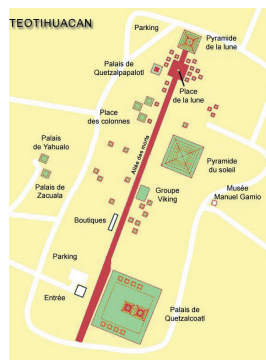 TEOTIHUACAN
Parking
Pyramide
de la lune
Palais de
Quetzalpapalotl
Place
de la lune
Place
des colonnes
Allée des morts
Palais
de Yahualo
Pyramide
du soleil
Palais de
Zacuala
Groupe
Viking
Musée
Manuel Gamio
Boutiques
Parking
Entrée
Palais de
Quetzalcoatl